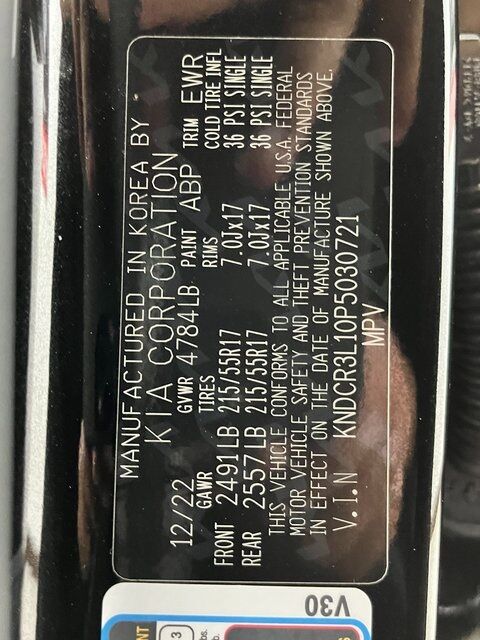 MANUFACTURED IN KOREA BY
KIA CORPORATION
12/22 GVWR 4784LB PAINT ABP TRIM EWR
GAWR TIRES RIMS COLD TIRE INFL
FRONT 2491LB 215/55R17 7.0Jx17 36 PSI SINGLE
REAR 2557LB 215/55R17 7.0Jx17 36 PSI SINGLE
THIS VEHICLE CONFORMS TO ALL APPLICABLE U.S.A. FEDERAL
MOTOR VEHICLE SAFETY AND THEFT PREVENTION STANDARDS
IN EFFECT ON THE DATE OF MANUFACTURE SHOWN ABOVE.
V.I.N KNDCR3L10P5030721
MPV
V30
3